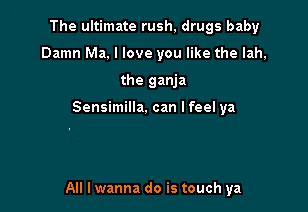 The ultimate rush, drugs baby
Damn Ma, I love you like the lah,
the ganja
Sensimilla, can I feel ya
All I wanna do is touch ya